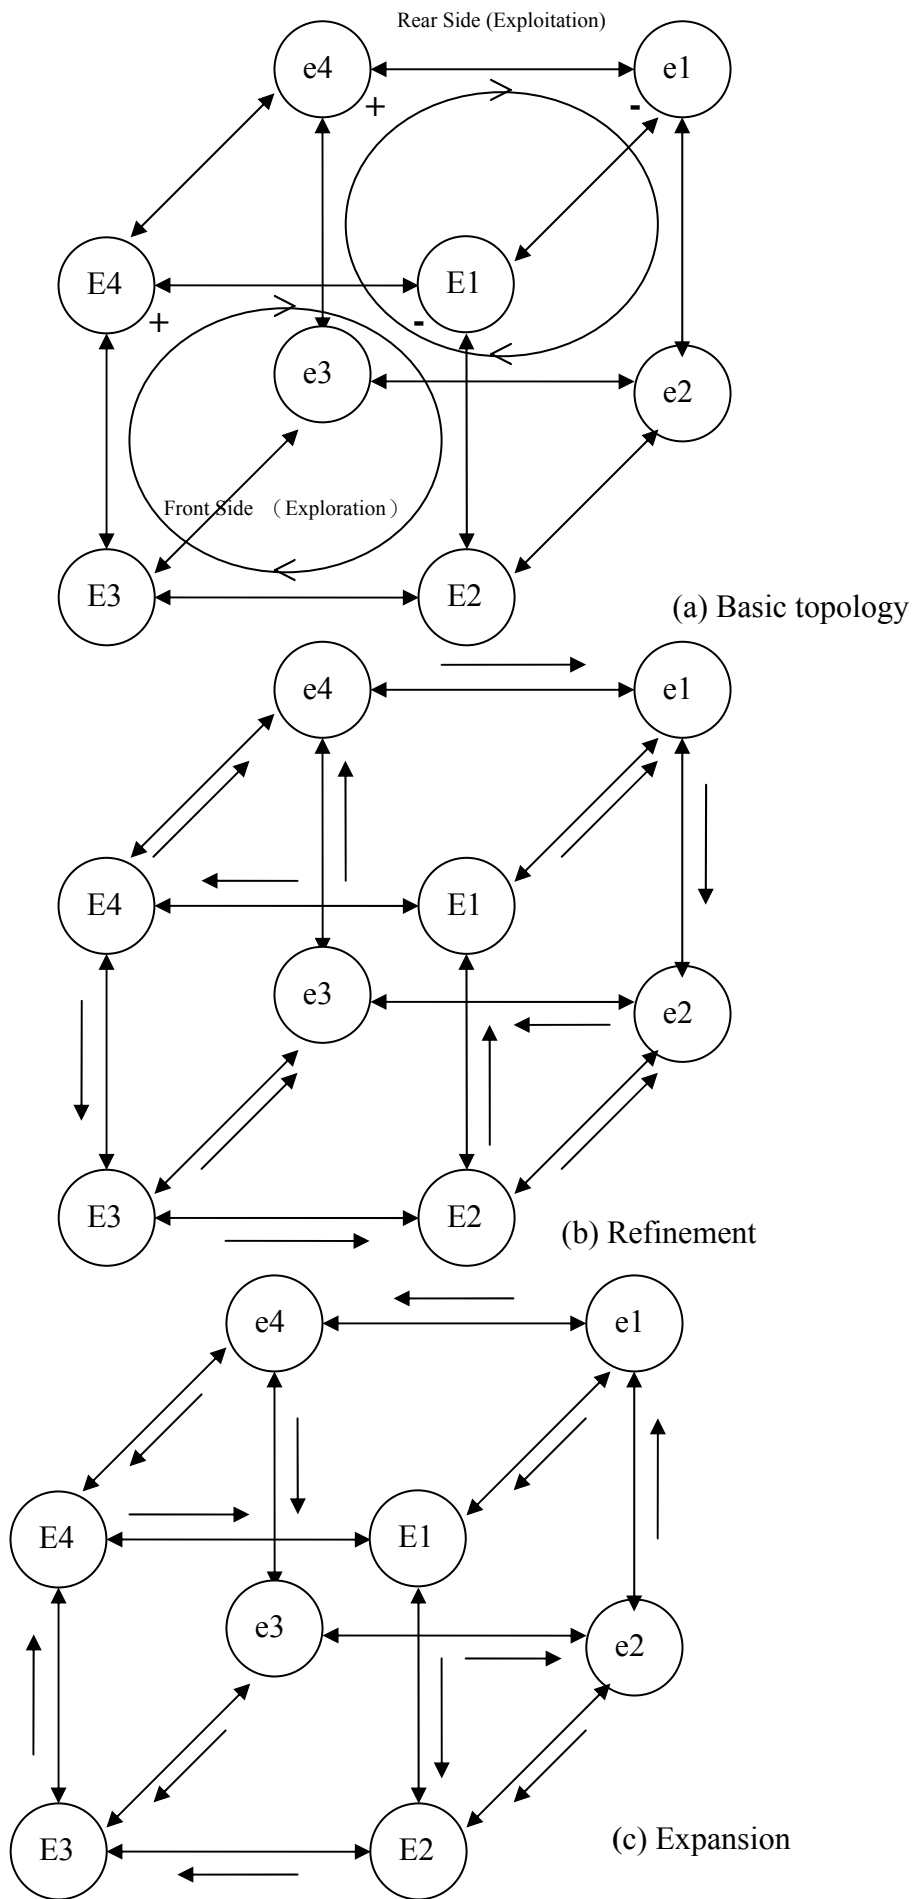 Rear Side (Exploitation)
e4
e1
+
-
E4
E1
+
-
e3
e2
Front Side （Exploration）
E3
E2
(a) Basic topology
e4
e1
E4
E1
e3
e2
E3
E2
(b) Refinement
e4
e1
E4
E1
e3
e2
E3
E2
(c) Expansion